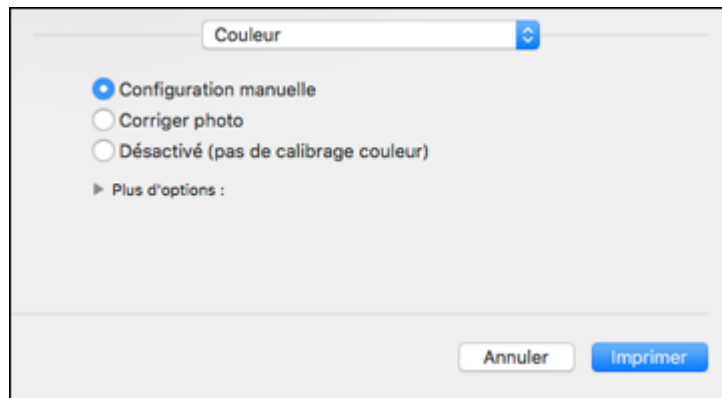 Couleur
Configuration manuelle
Corriger photo
Désactivé (pas de calibrage couleur)
Plus d'options :
Annuler Imprimer